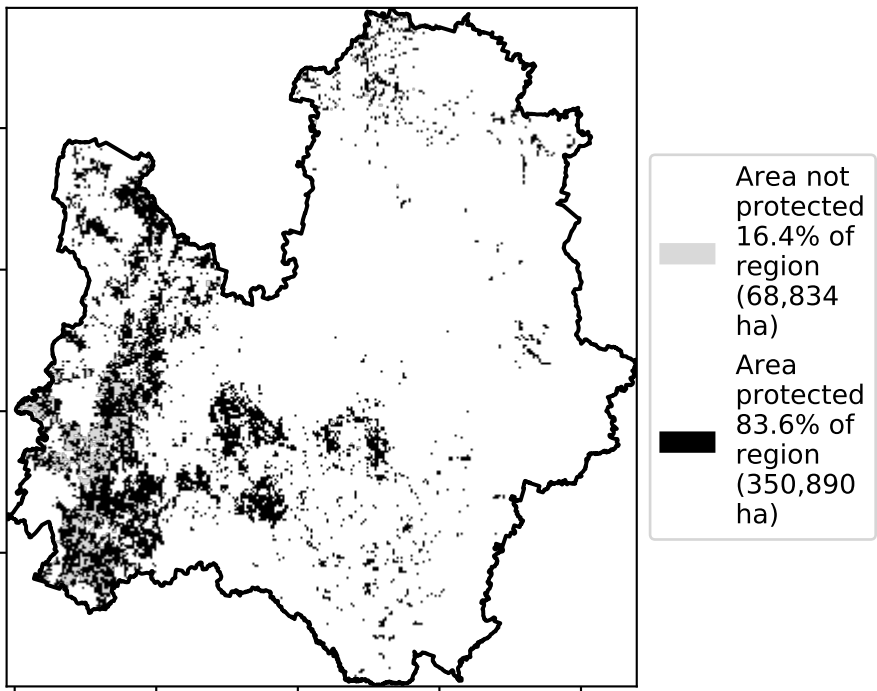 Area not
protected
16.4% of
region
(68,834
ha)
Area
protected
83.6% of
region
(350,890
ha)